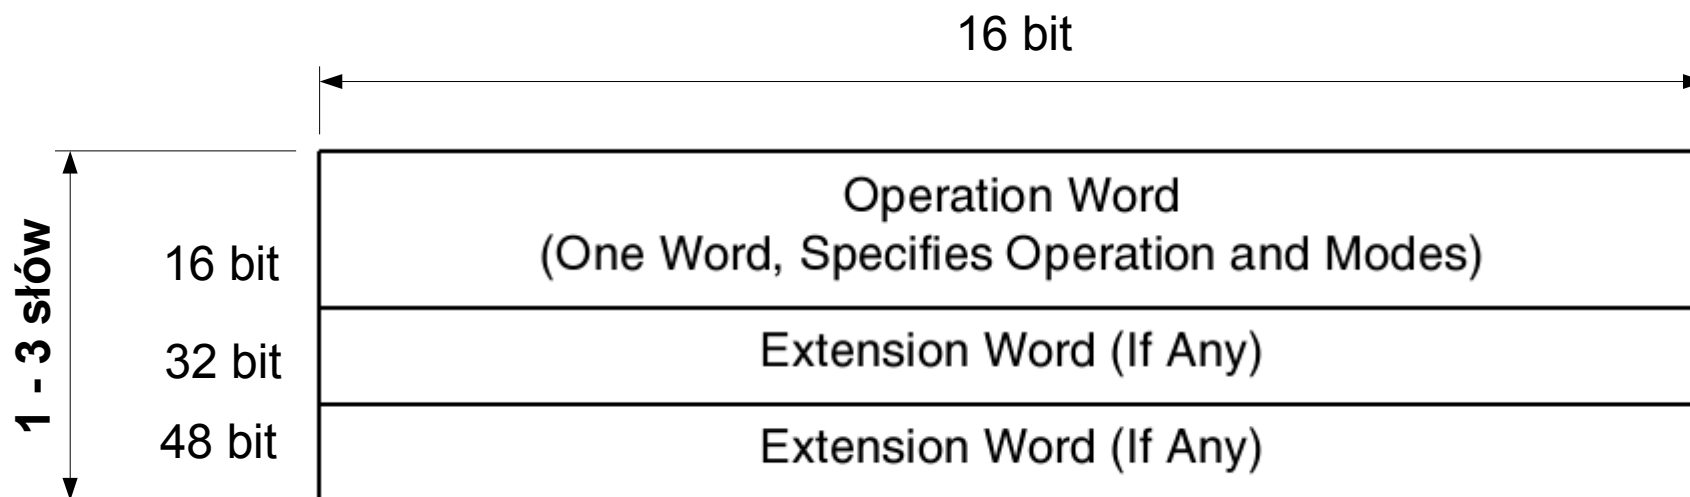 16 bit
Operation Word
(One Word, Specifies Operation and Modes)
16 bit
Extension Word (If Any)
32 bit
Extension Word (If Any)
48 bit
1 - 3 słów